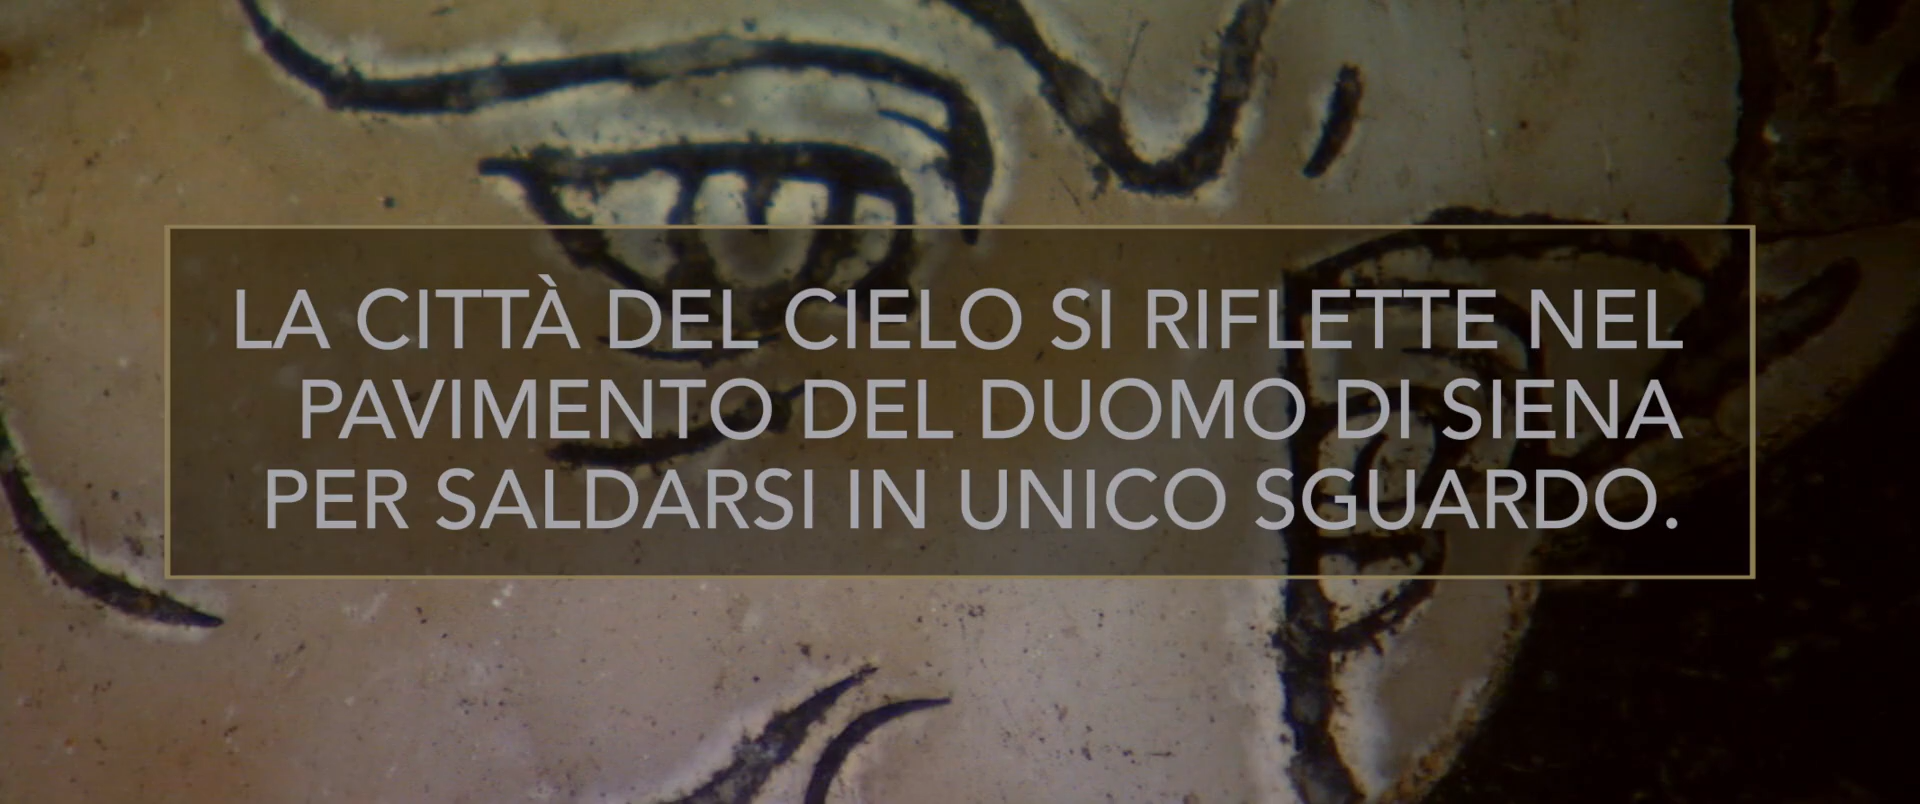 LA CITTÀ DEL CIELO SI RIFLETTE NEL
PAVIMENTO DEL DUOMO DI SIENA
PER SALDARSI IN UNICO SGUARDO.